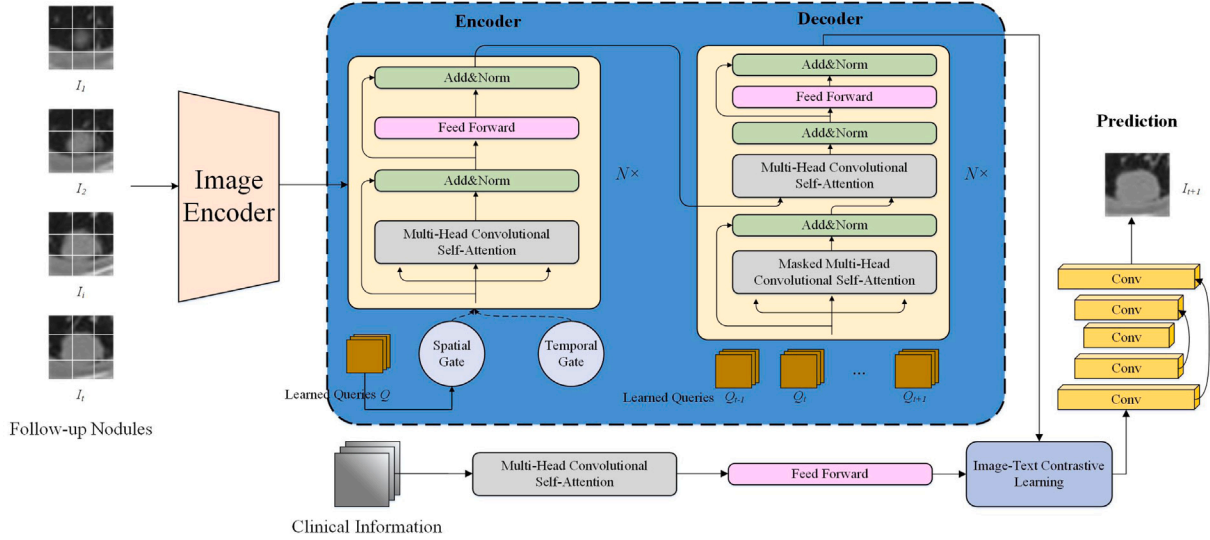 I1
I2
Ii
It
Follow-up Nodules
Image
Encoder
Encoder
Add&Norm
Feed Forward
Add&Norm
Multi-Head Convolutional
Self-Attention
N×
Spatial
Gate
Temporal
Gate
Learned Queries Q
Decoder
Add&Norm
Feed Forward
Add&Norm
Multi-Head Convolutional
Self-Attention
Add&Norm
Masked Multi-Head
Convolutional Self-Attention
N×
Learned Queries Qt-1 Qt ... Qt+1
Clinical Information
Multi-Head Convolutional
Self-Attention
Feed Forward
Image-Text Contrastive
Learning
Prediction
It+1
Conv
Conv
Conv
Conv
Conv